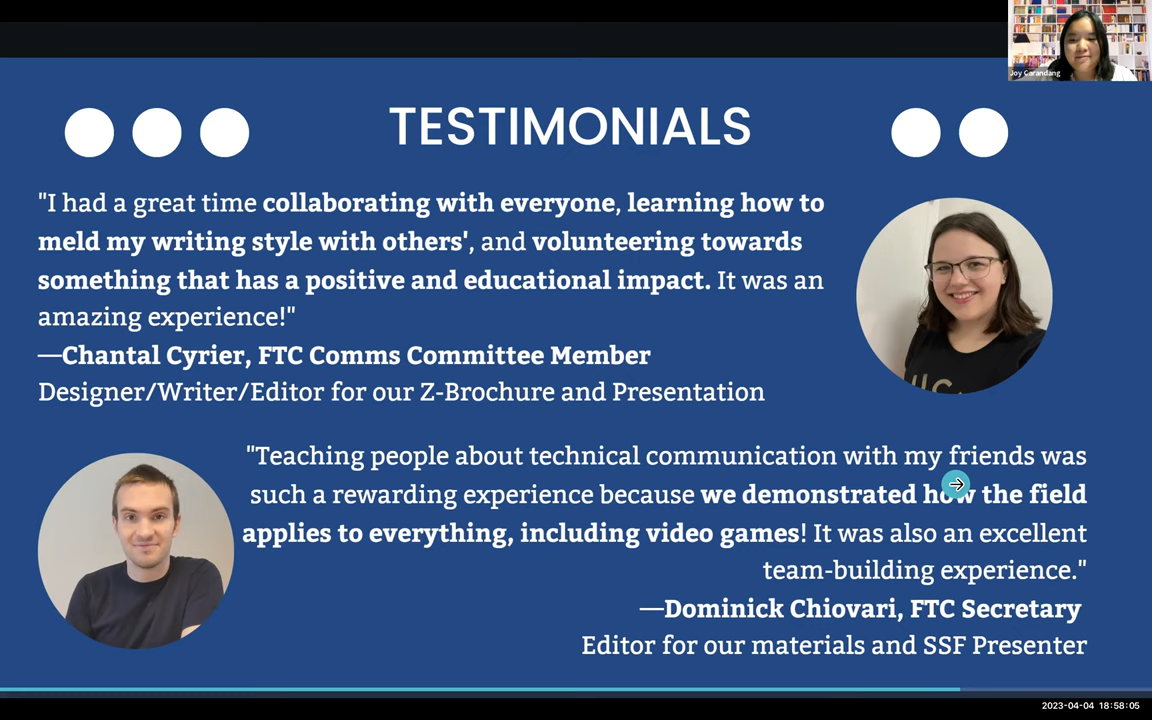 Joy Carandang
TESTIMONIALS
"I had a great time collaborating with everyone, learning how to
meld my writing style with others', and volunteering towards
something that has a positive and educational impact. It was an
amazing experience!"
—Chantal Cyrier, FTC Comms Committee Member
Designer/Writer/Editor for our Z-Brochure and Presentation
"Teaching people about technical communication with my friends was
such a rewarding experience because we demonstrated how the field
applies to everything, including video games! It was also an excellent
team-building experience."
—Dominick Chiovari, FTC Secretary
Editor for our materials and SSF Presenter
2023-04-04 18:58:05